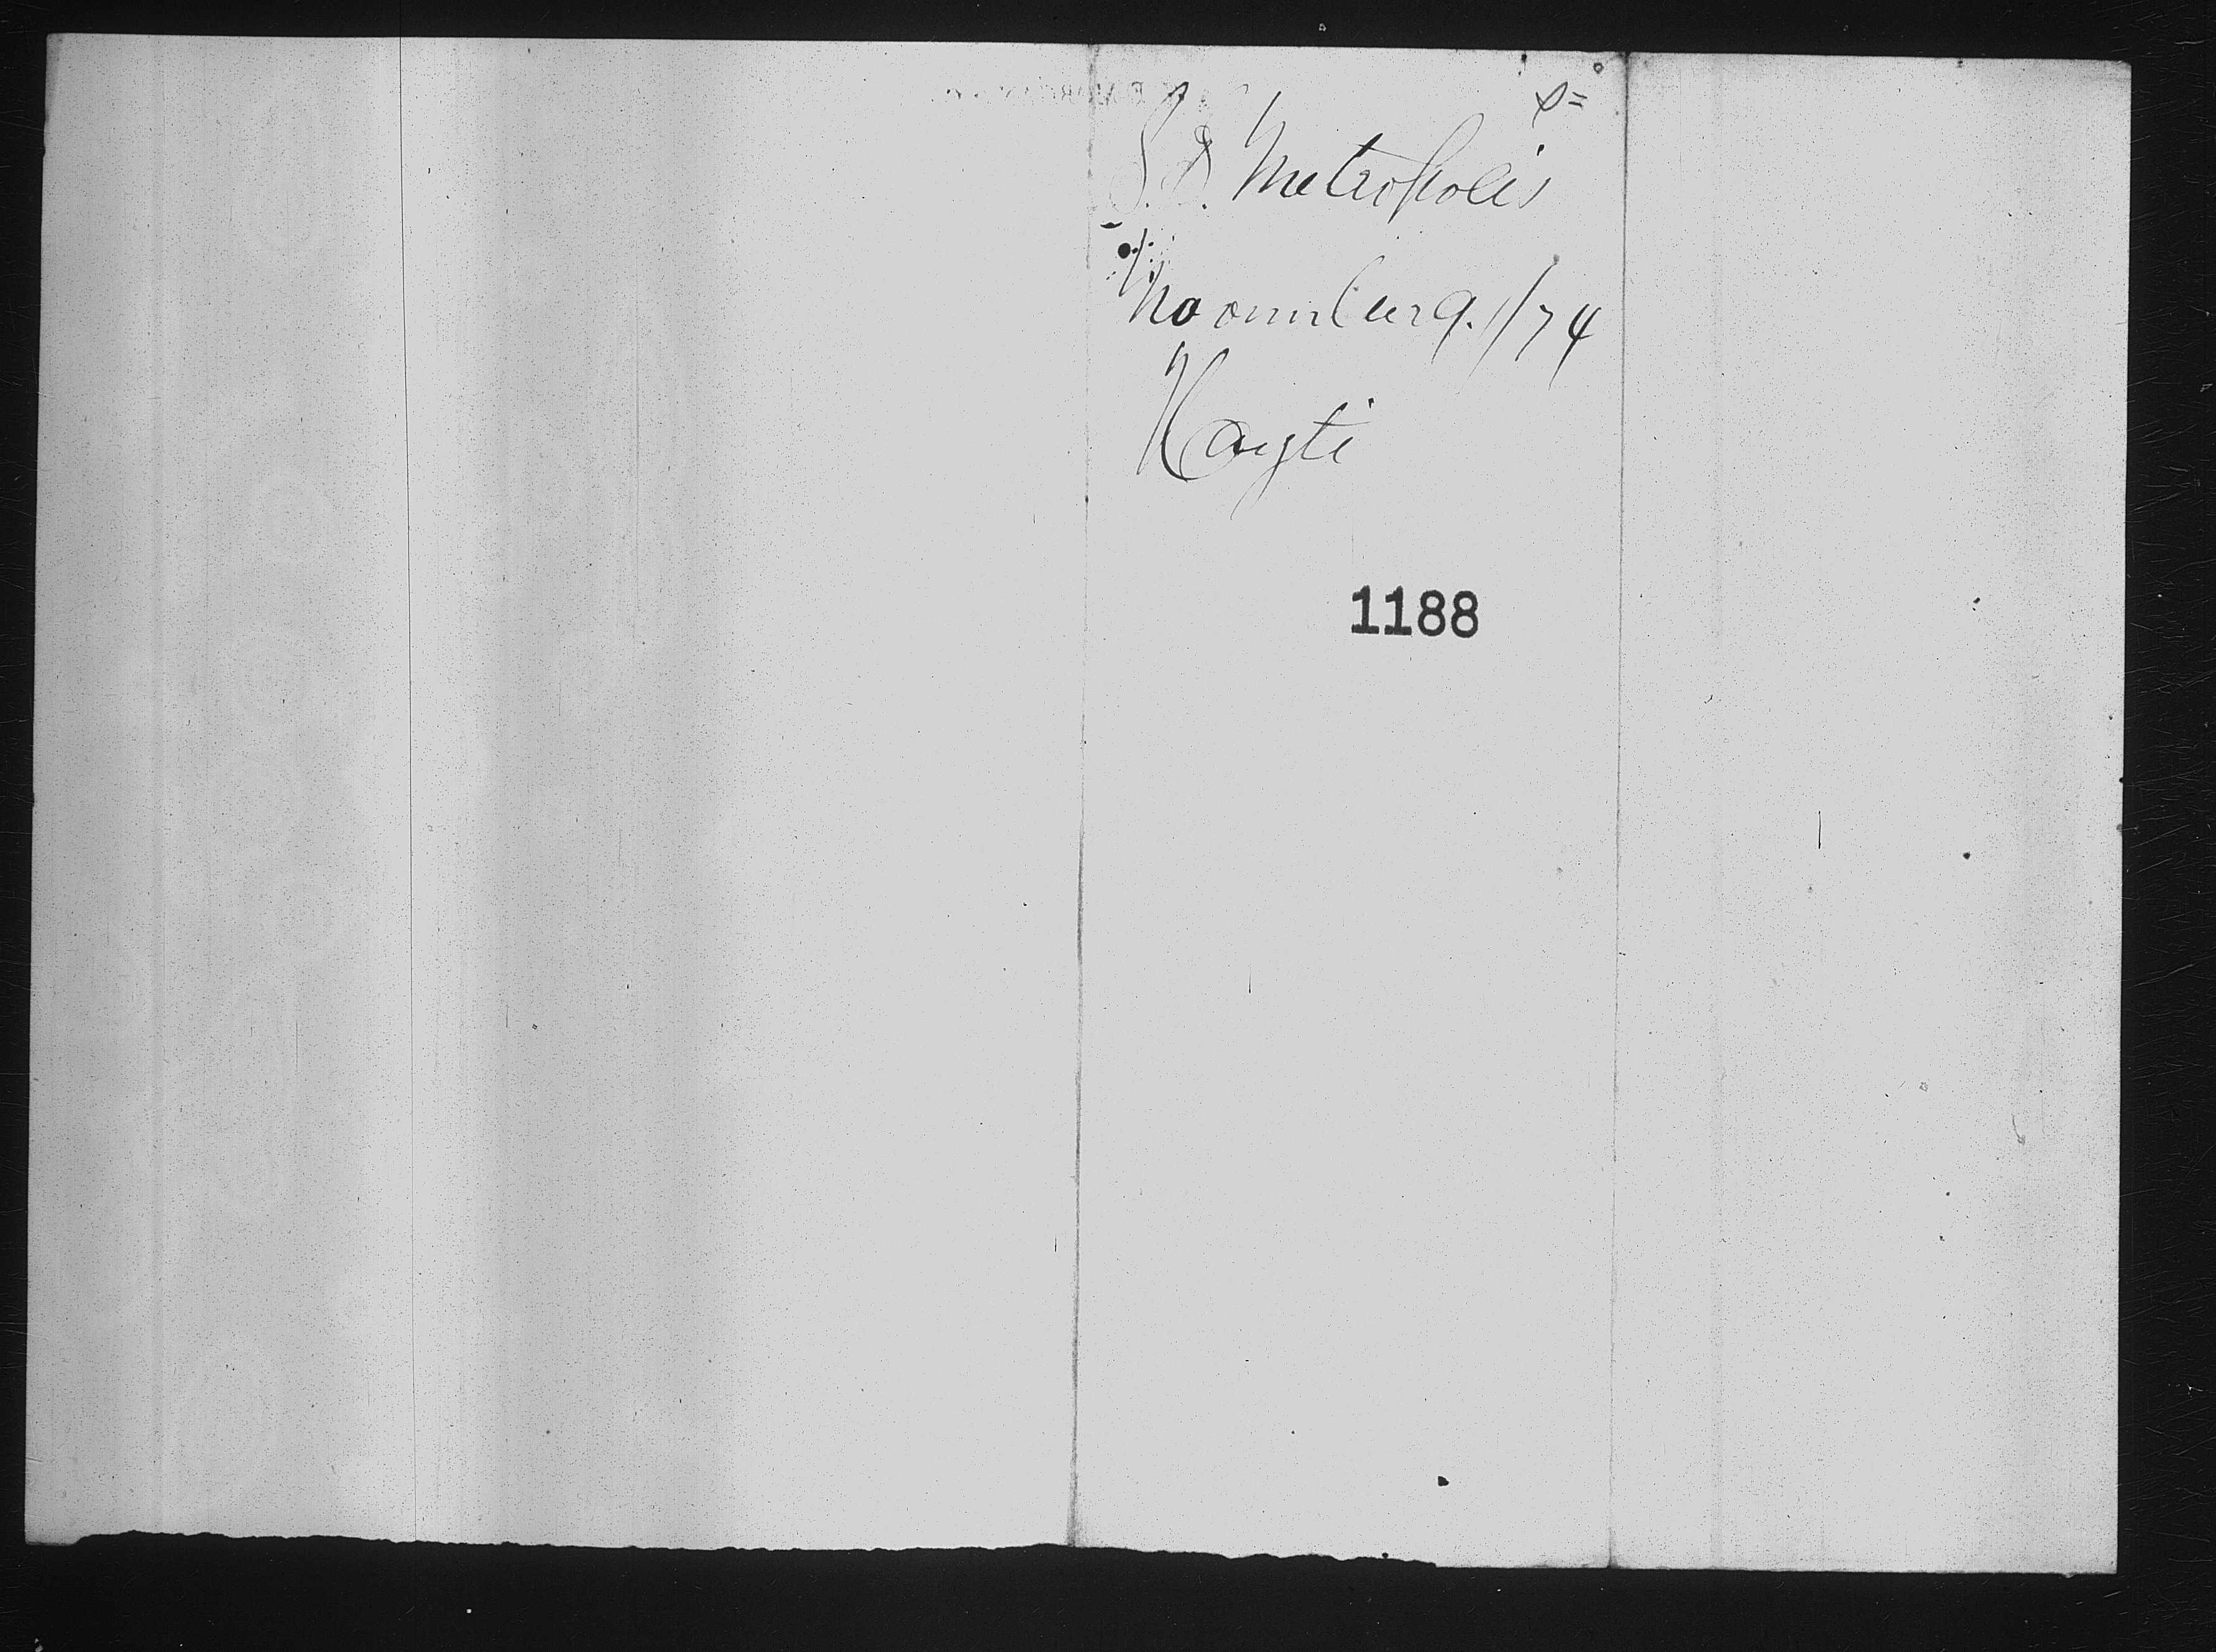 S.S. Metropolis
November 9./74
Hayti
1188